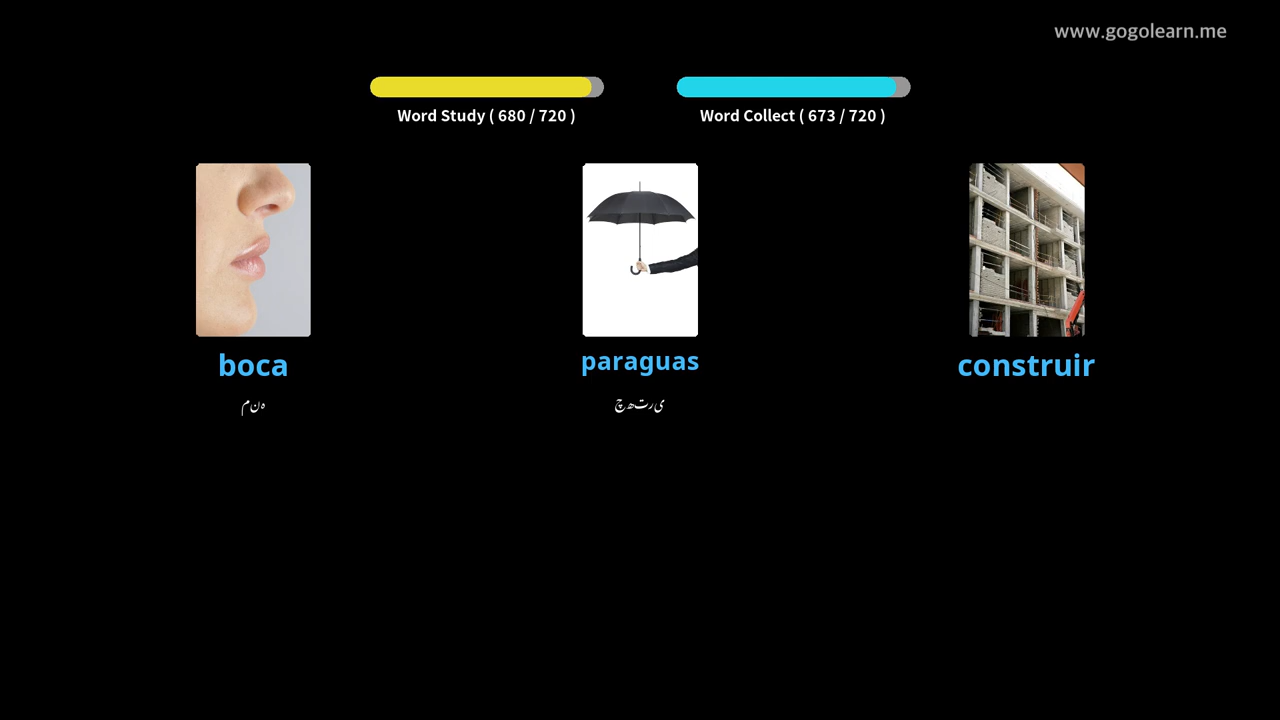 www.gogolearn.me
Word Study ( 680 / 720 )
Word Collect ( 673 / 720 )
boca
paraguas
construir
منہ
چھتری